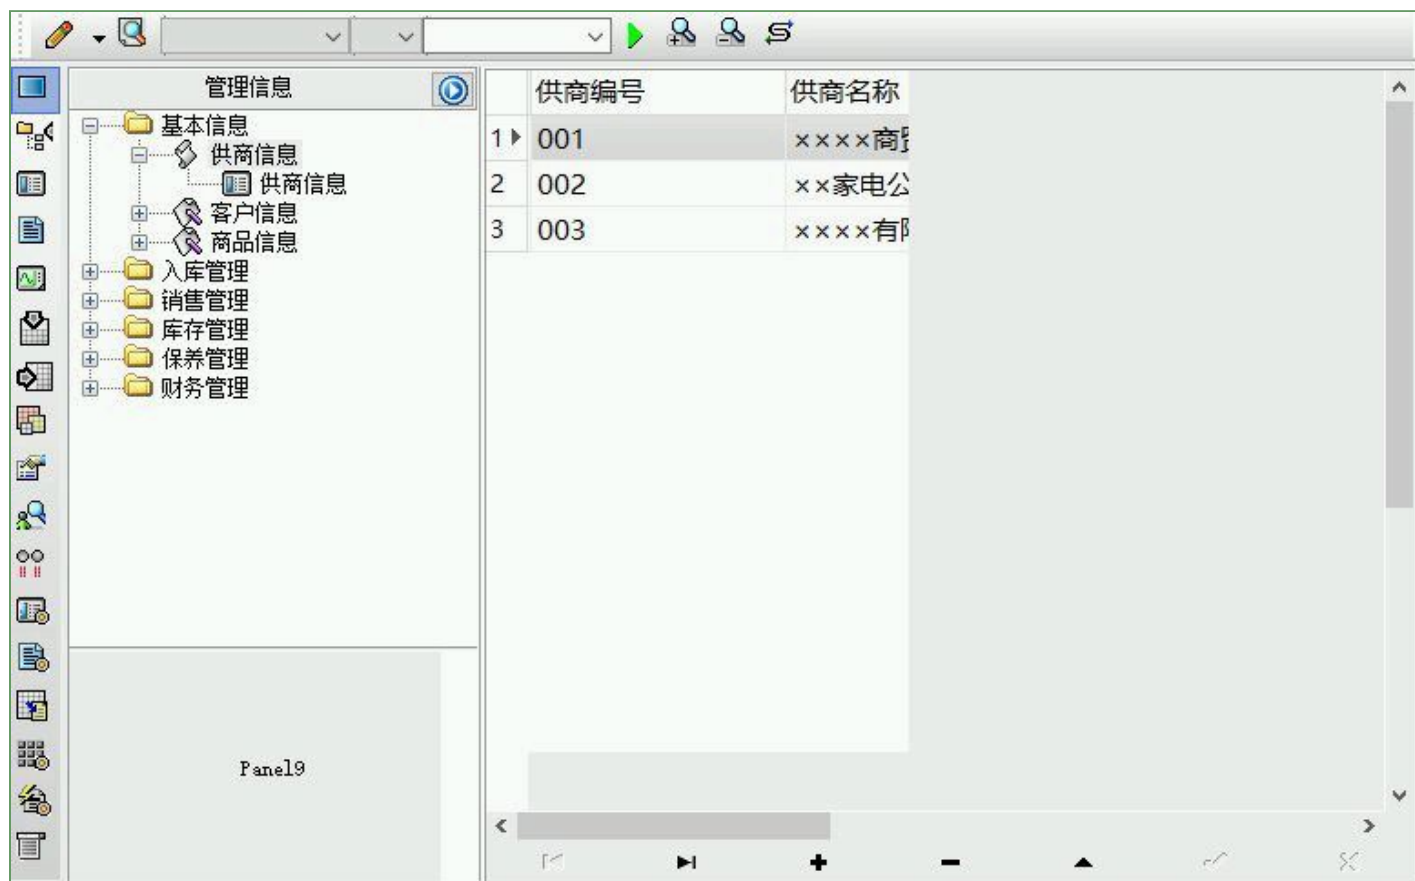 管理信息
基本信息
供商信息
供商信息
客户信息
商品信息
入库管理
销售管理
库存管理
保养管理
财务管理
Panel9
供商编号 供商名称
1 001 ××××商
2 002 ××家电公
3 003 ××××有